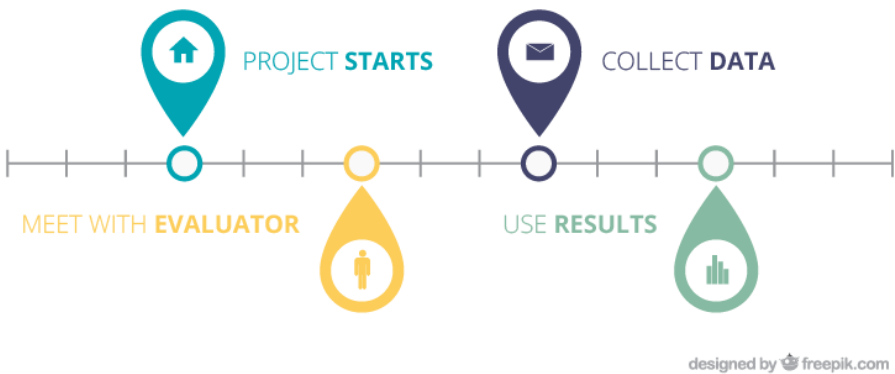 PROJECT STARTS
COLLECT DATA
MEET WITH EVALUATOR
USE RESULTS
designed by freepik.com